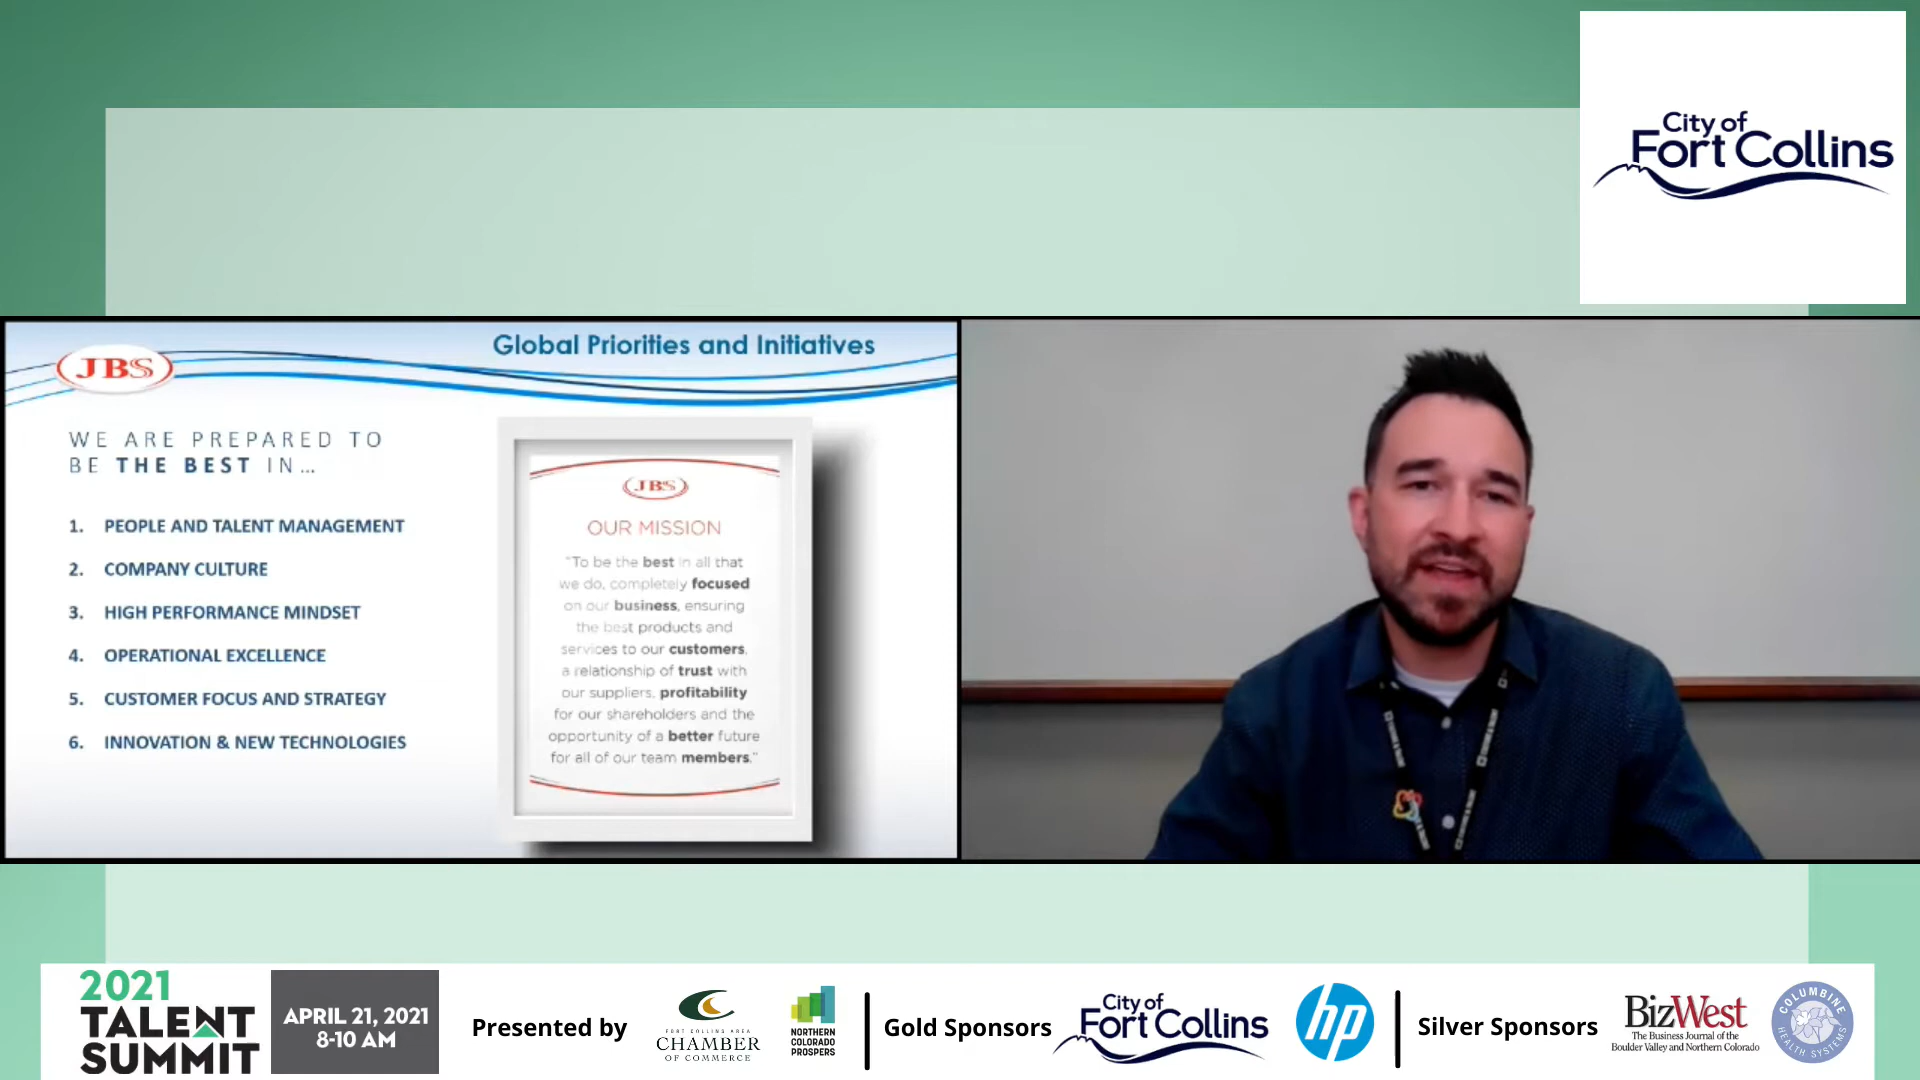 City of
Fort Collins
Global Priorities and Initiatives
JBS
WE ARE PREPARED TO
BE THE BEST IN...
1. PEOPLE AND TALENT MANAGEMENT
2. COMPANY CULTURE
3. HIGH PERFORMANCE MINDSET
4. OPERATIONAL EXCELLENCE
5. CUSTOMER FOCUS AND STRATEGY
6. INNOVATION & NEW TECHNOLOGIES
JBS
OUR MISSION
"To be the best in all that
we do, completely focused
on our business, ensuring
the best products and
services to our customers,
a relationship of trust with
our suppliers, profitability
for our shareholders and the
opportunity of a better future
for all of our team members."
2021
TALENT
SUMMIT
APRIL 21, 2021
8-10 AM
Presented by
FORT COLLINS AREA
CHAMBER
OF COMMERCE
NORTHERN
COLORADO
PROSPERS
Gold Sponsors
City of
Fort Collins
hp
Silver Sponsors
BizWest
The Business Journal of the
Boulder Valley and Northern Colorado
COLUMBINE
HEALTH SYSTEMS